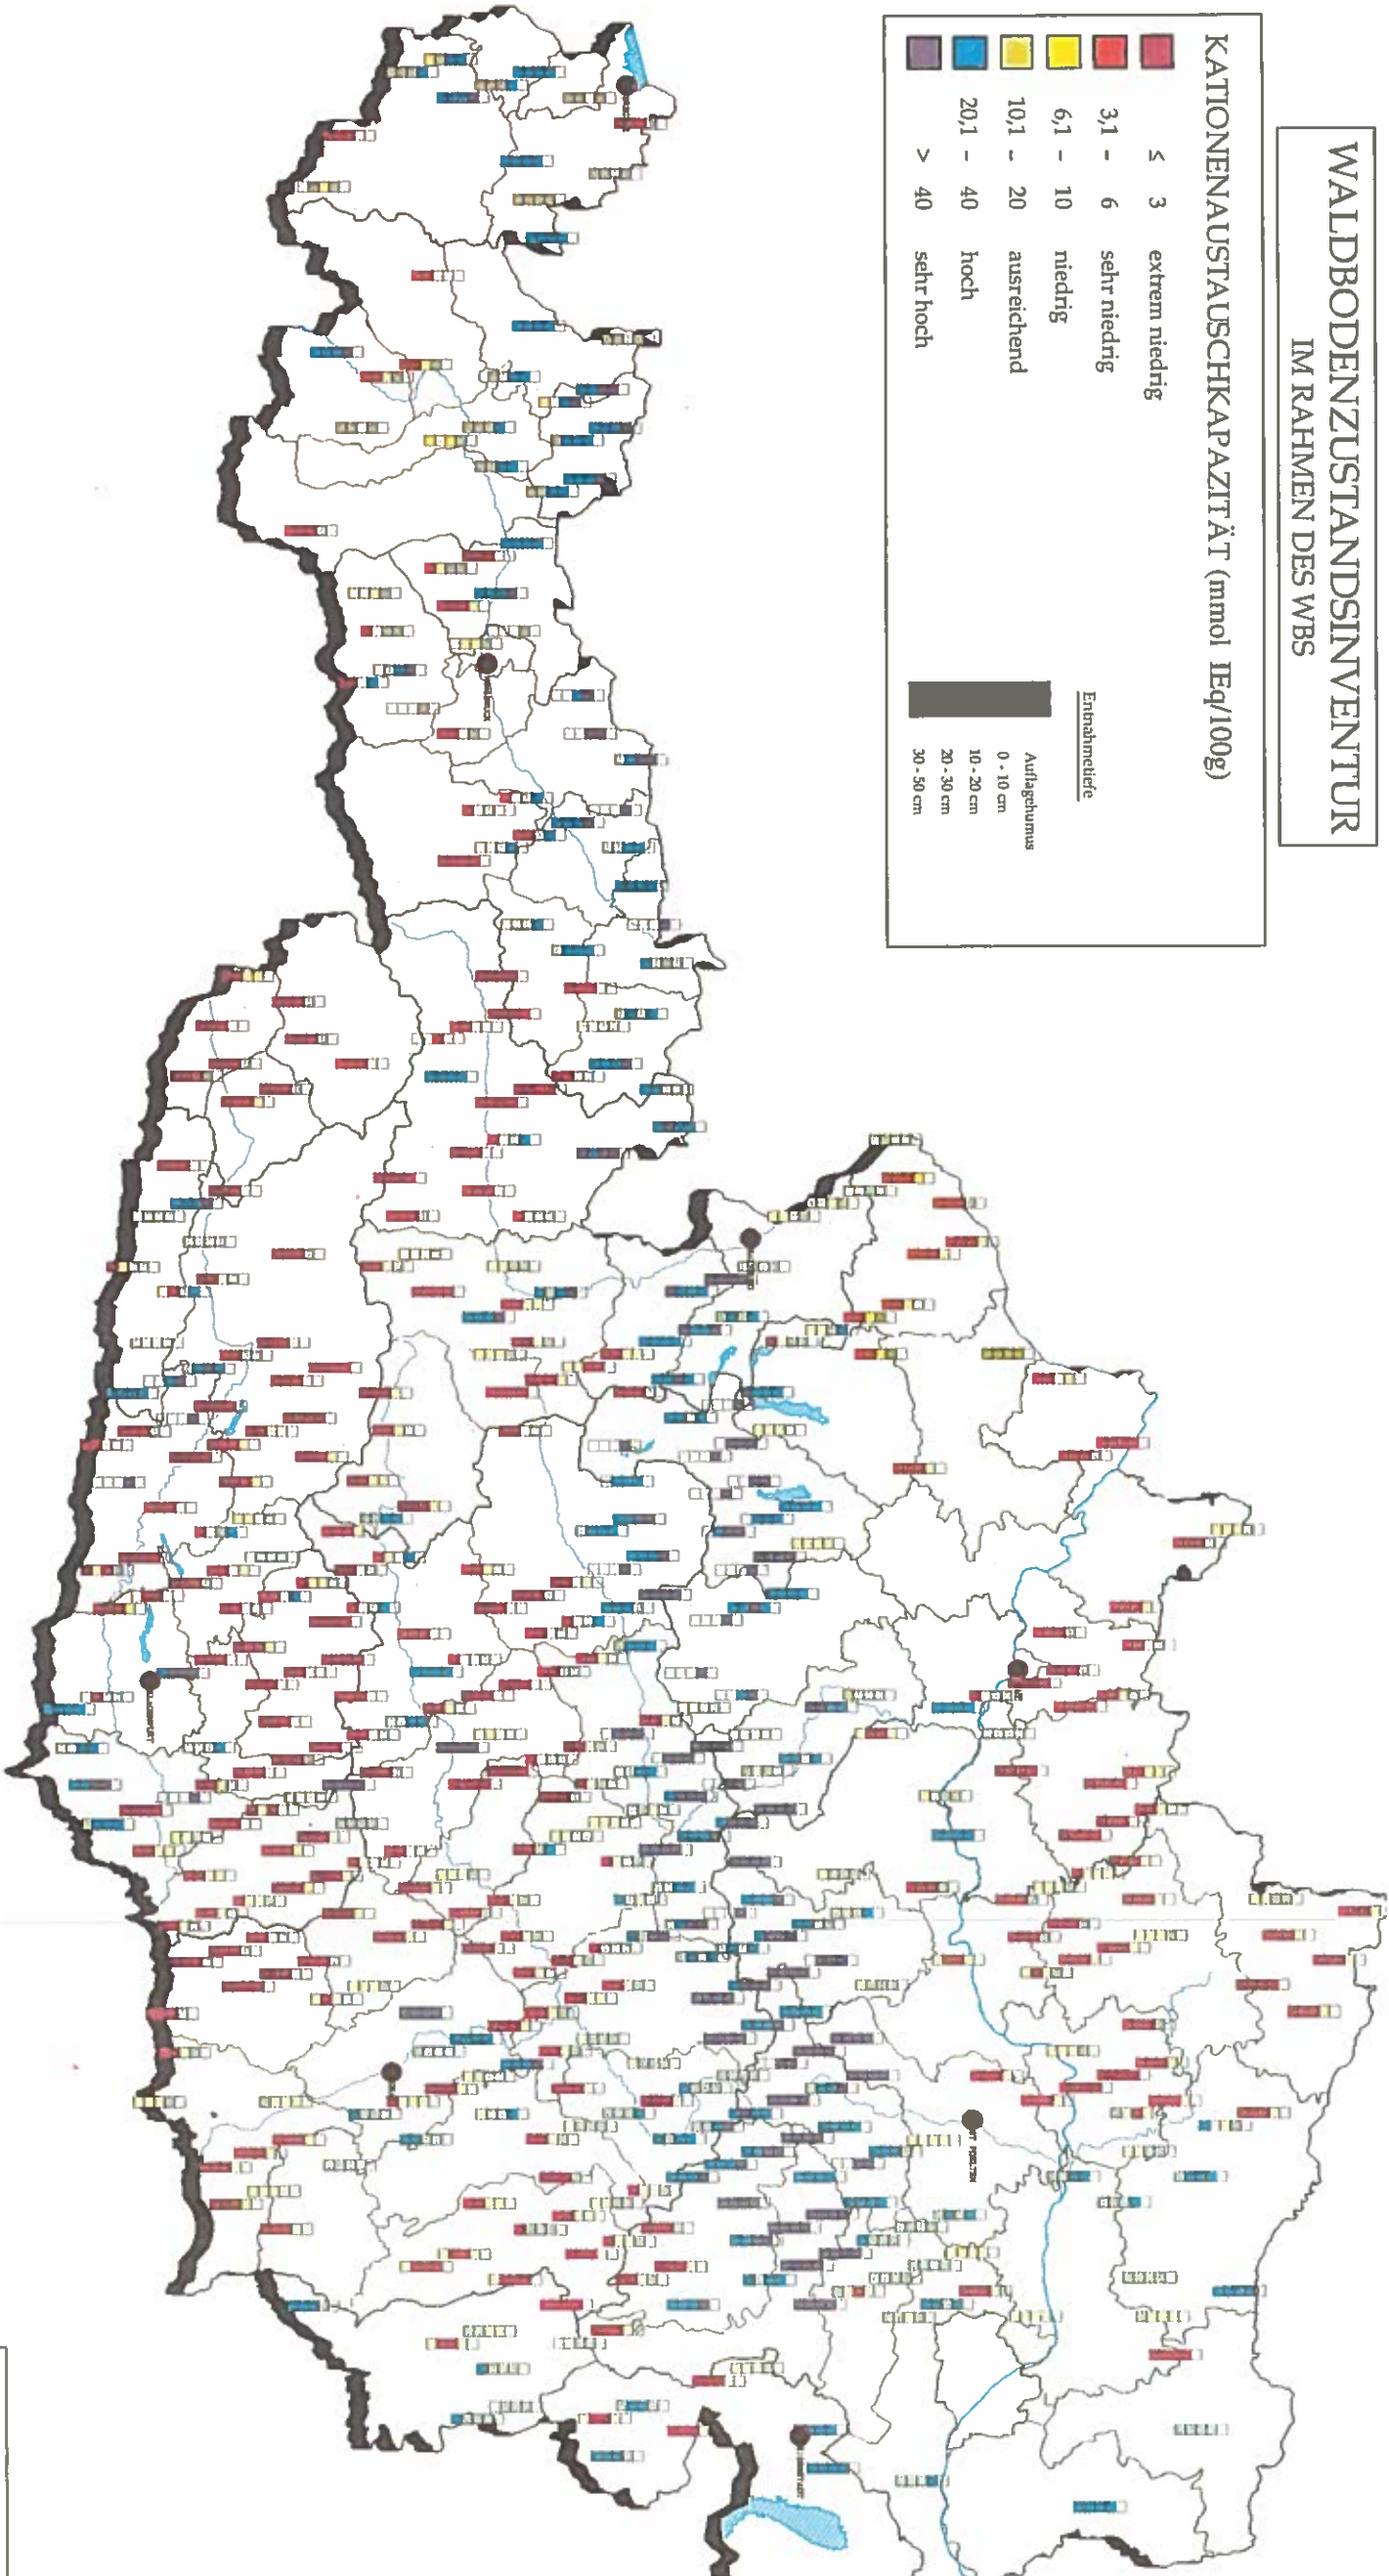 WALDBODENZUSTANDSINVENTUR
IM RAHMEN DES WBS
KATIONENAUSTAUSCHKAPAZITÄT (mmol IEq/100g)
≤ 3 extrem niedrig
3,1 - 6 sehr niedrig
6,1 - 10 niedrig
10,1 - 20 ausreichend
20,1 - 40 hoch
> 40 sehr hoch
Entnahmetiefe
Auflagehumus
0 - 10 cm
10 - 20 cm
20 - 30 cm
30 - 50 cm